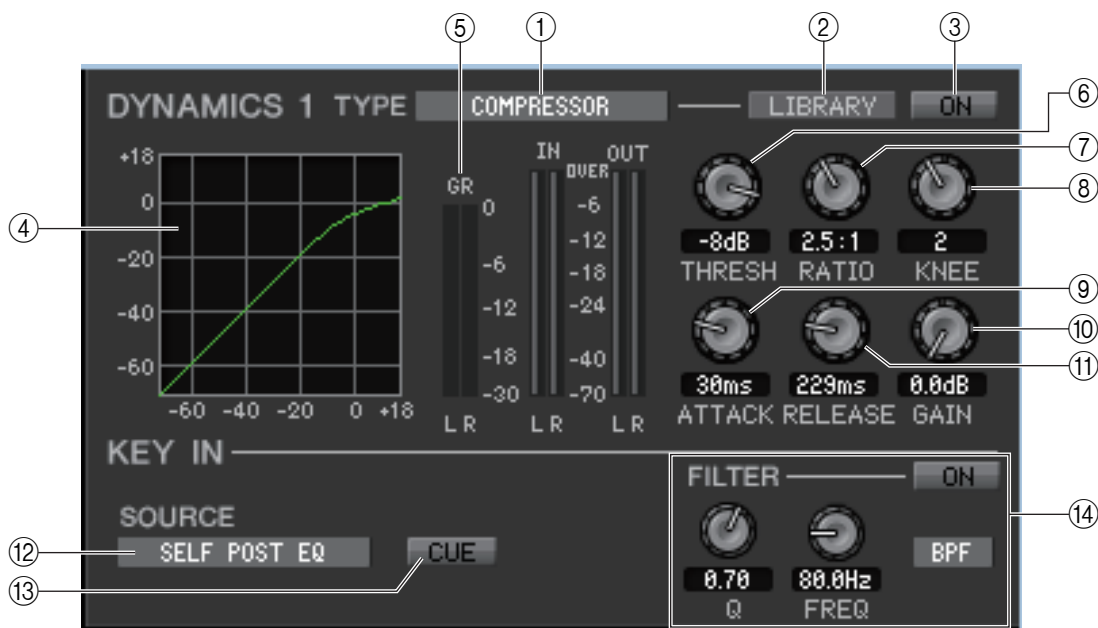 ⑤ ① ② ③
DYNAMICS 1 TYPE COMPRESSOR LIBRARY ON
⑥
⑦
⑧
④
+18
0
-20
-40
-60
-60 -40 -20 0 +18
GR
0
-6
-12
-18
-30
L R
IN OUT
OVER
-6
-12
-18
-24
-40
-70
L R L R
-8dB 2.5:1 2
THRESH RATIO KNEE
⑨
⑩
⑪
30ms 229ms 0.0dB
ATTACK RELEASE GAIN
KEY IN
SOURCE
⑫ SELF POST EQ CUE
⑬
FILTER ON
⑭
BPF
0.70 80.0Hz
Q FREQ